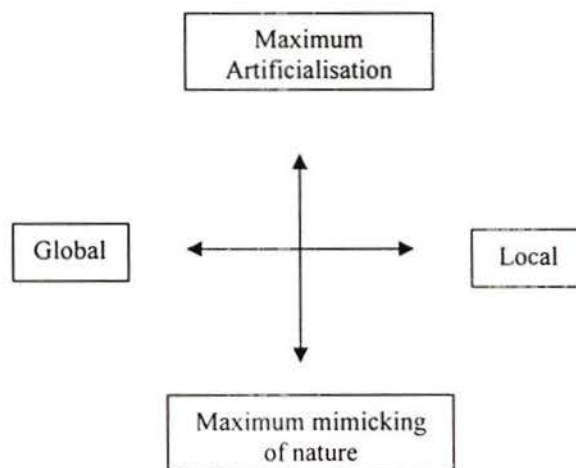 Maximum
Artificialisation
Global
Local
Maximum mimicking
of nature